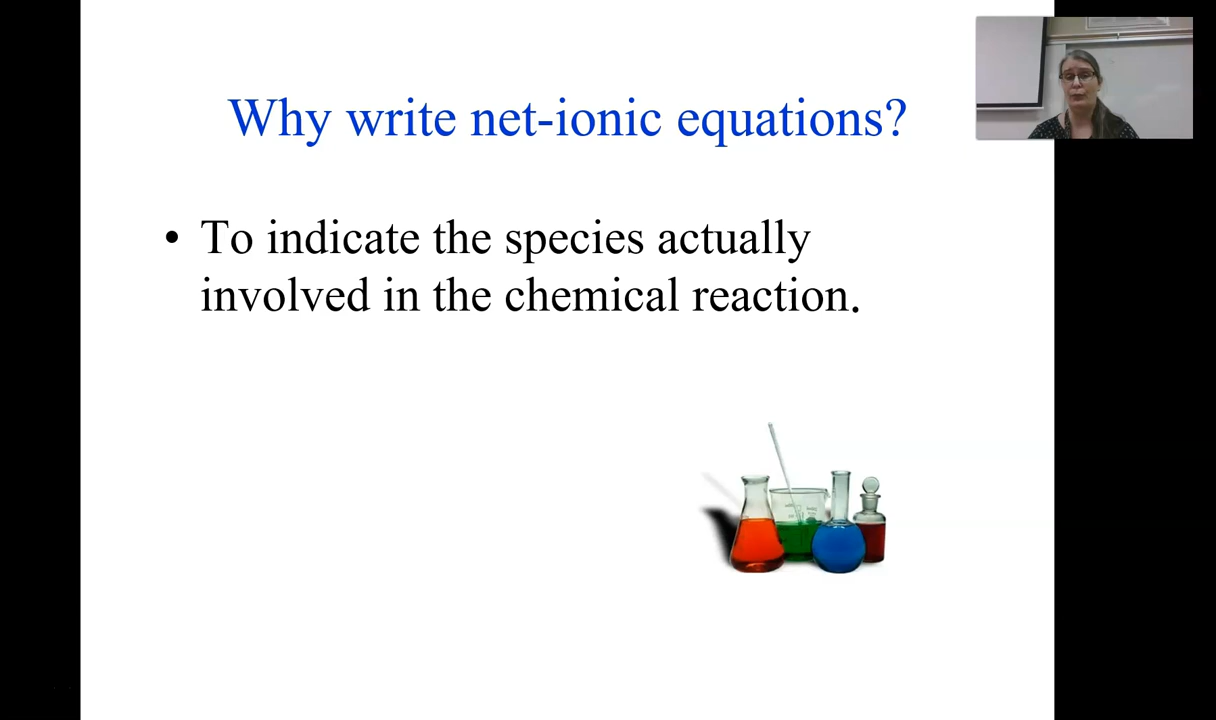 Why write net-ionic equations?
• To indicate the species actually
involved in the chemical reaction.